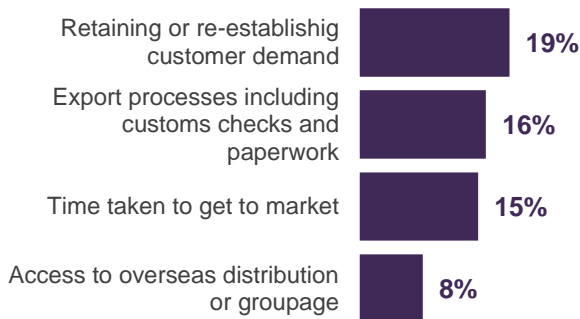 Retaining or re-establishig
customer demand
19%
Export processes including
customs checks and
paperwork
16%
Time taken to get to market
15%
Access to overseas distribution
or groupage
8%